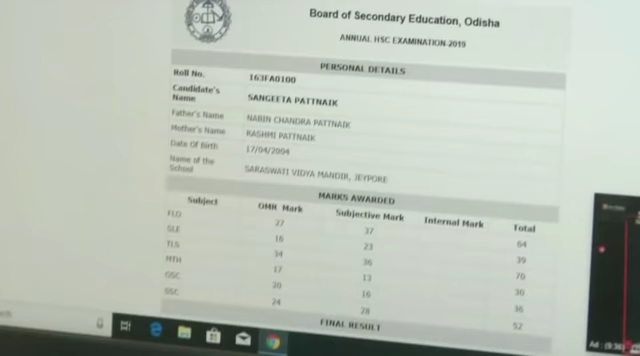 Board of Secondary Education, Odisha
ANNUAL HSC EXAMINATION-2019
PERSONAL DETAILS
Roll No. 163FA0100
Candidate's Name SANGEETA PATTNAIK
Father's Name NABIN CHANDRA PATTNAIK
Mother's Name RASHMI PATTNAIK
Date Of Birth 17/04/2004
Name of the School SARASWATI VIDYA MANDIR, JEYPORE
MARKS AWARDED
Subject OMR Mark Subjective Mark Internal Mark Total
FLO 27 37 64
SLE 16 23 39
TLS 34 36 70
MTH 17 13 30
GSC 20 16 36
SSC 24 28 52
FINAL RESULT
Ad